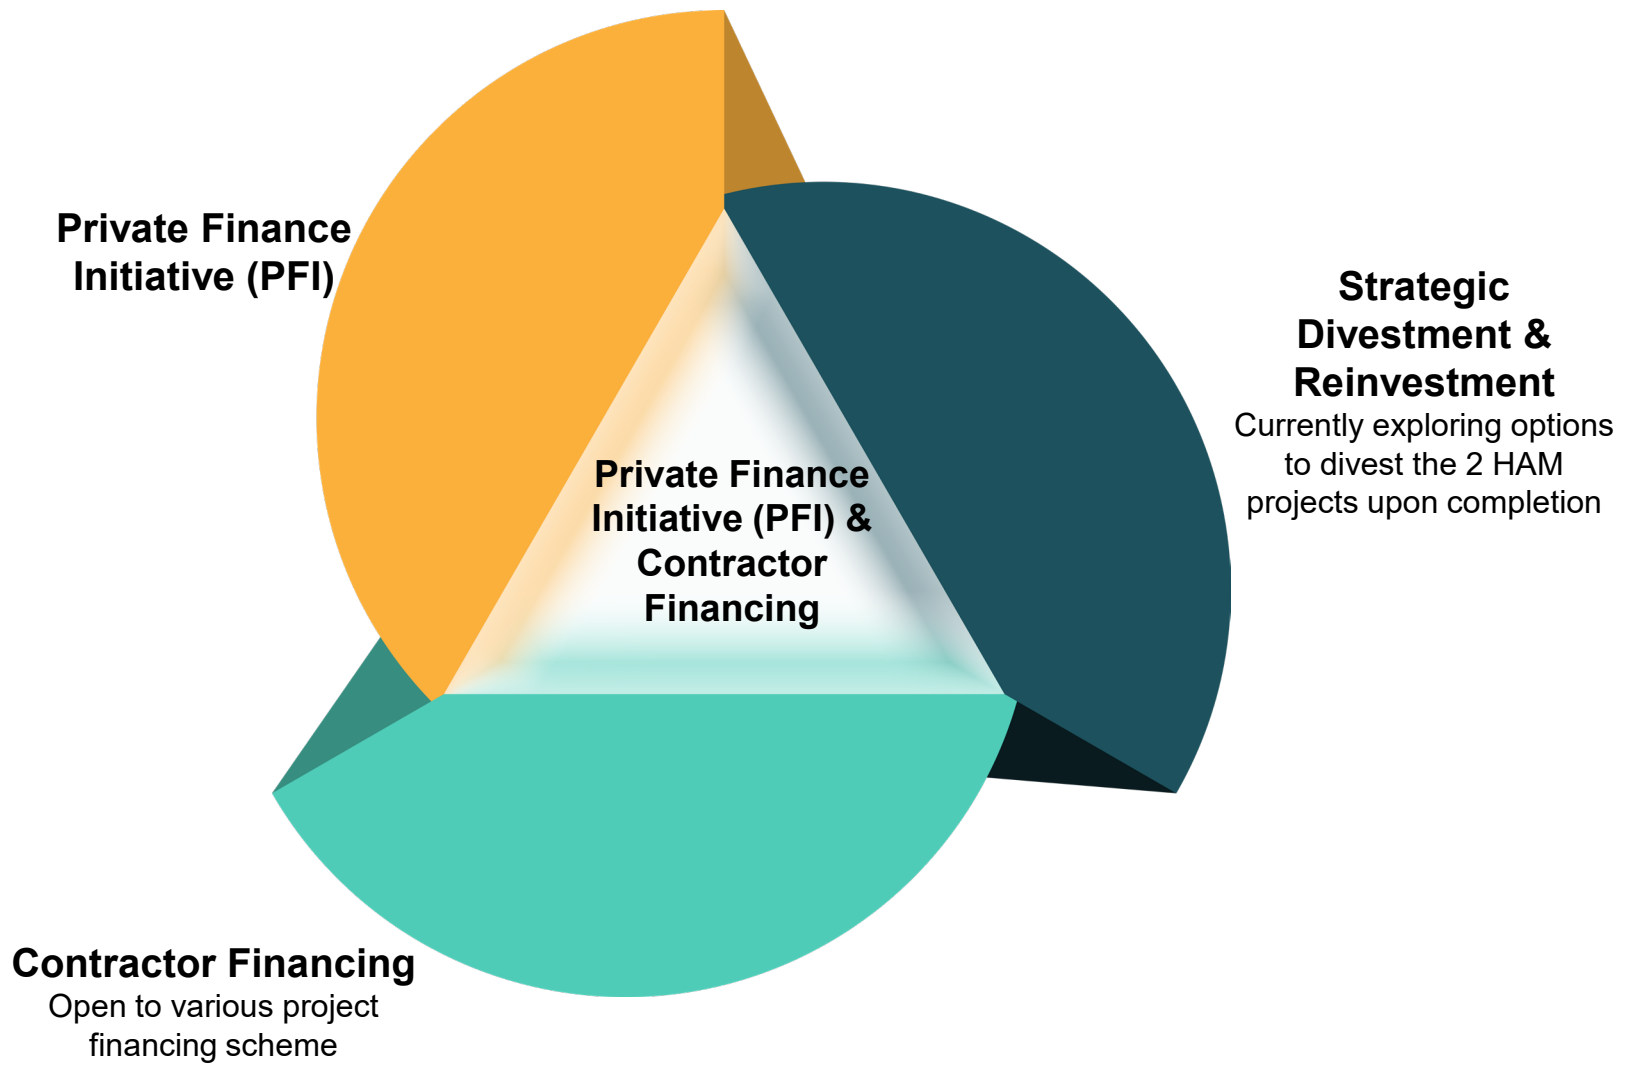 Private Finance
Initiative (PFI)
Strategic
Divestment &
Reinvestment
Currently exploring options
to divest the 2 HAM
projects upon completion
Private Finance
Initiative (PFI) &
Contractor
Financing
Contractor Financing
Open to various project
financing scheme